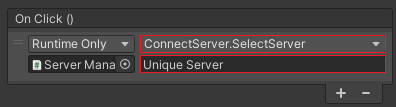 On Click ()
Runtime Only ConnectServer.SelectServer
Server Mana Unique Server